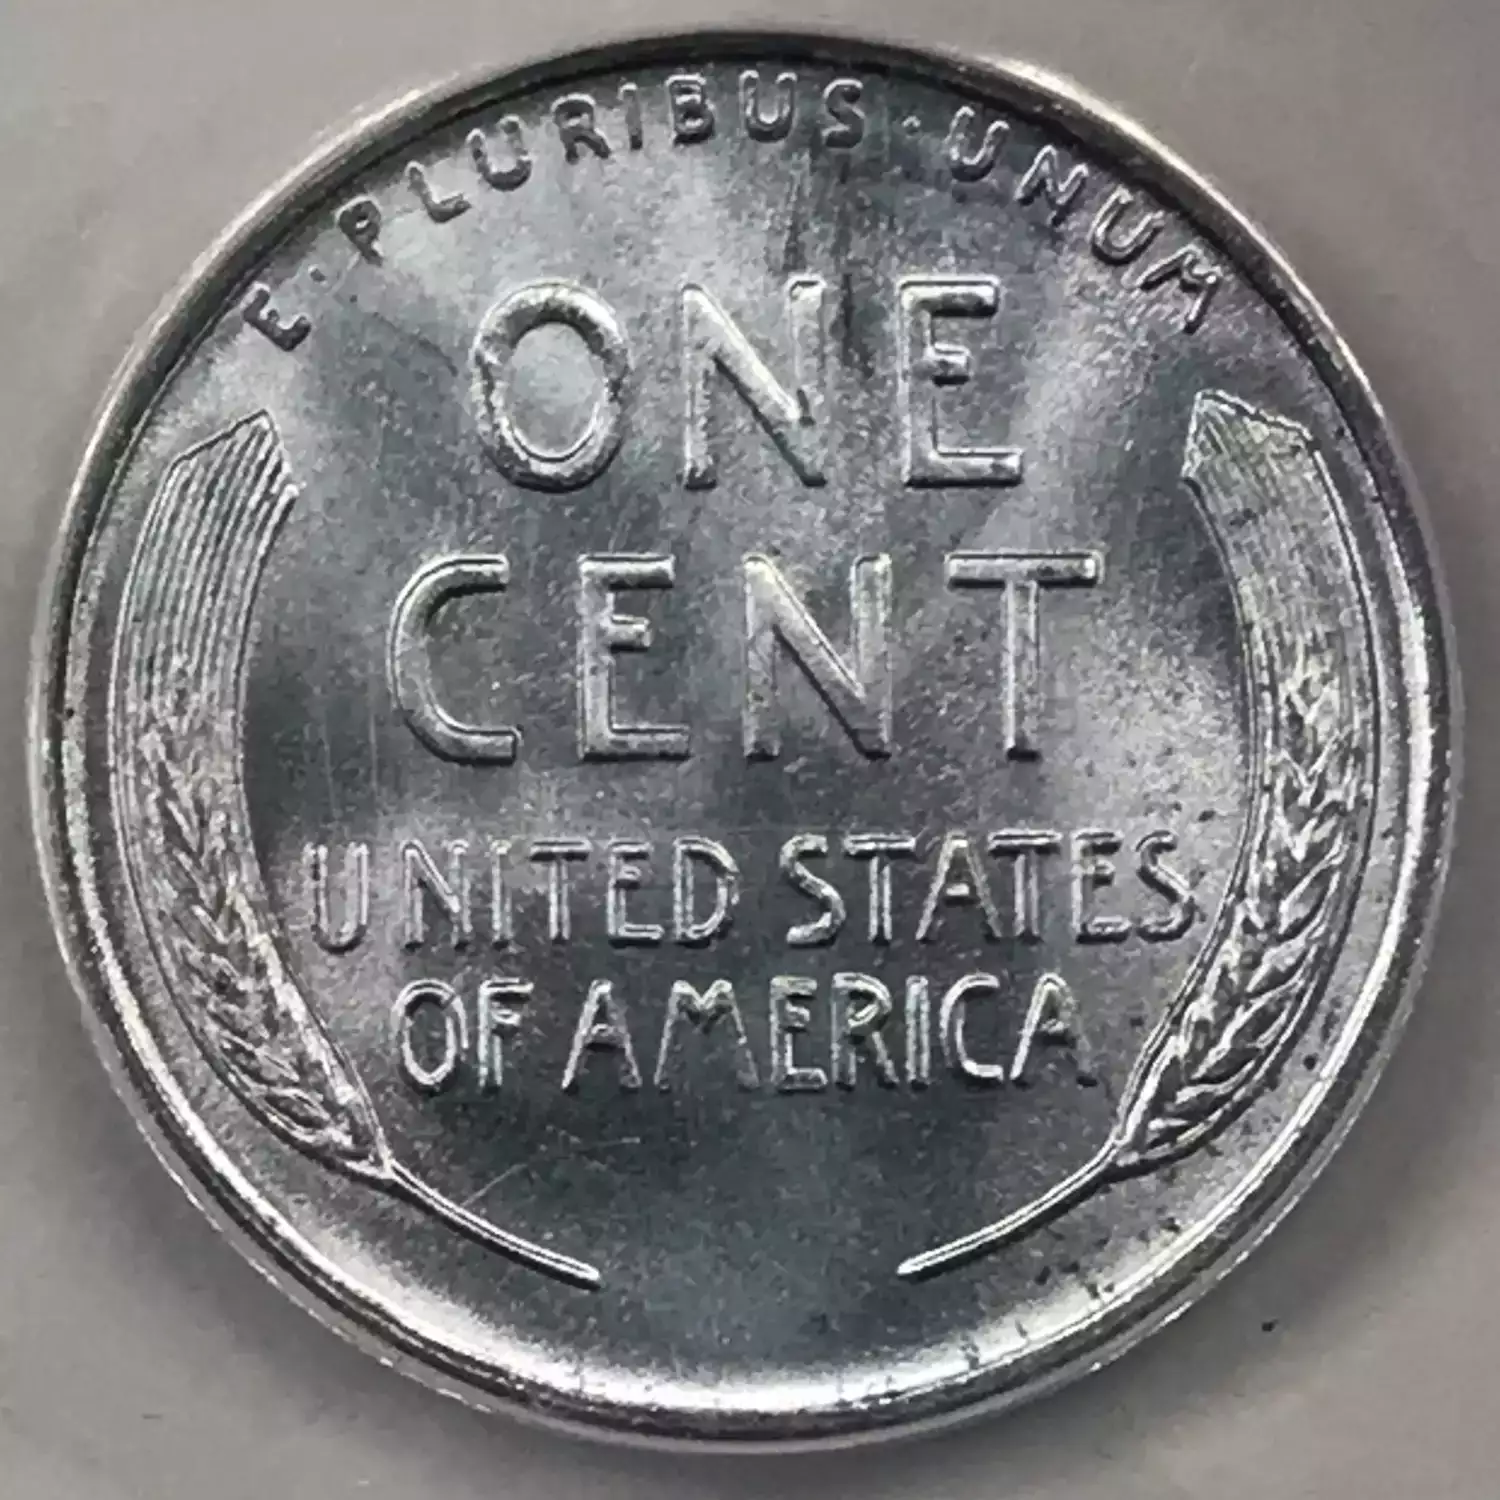 E·PLURIBUS·UNUM
ONE
CENT
UNITED STATES
OF AMERICA